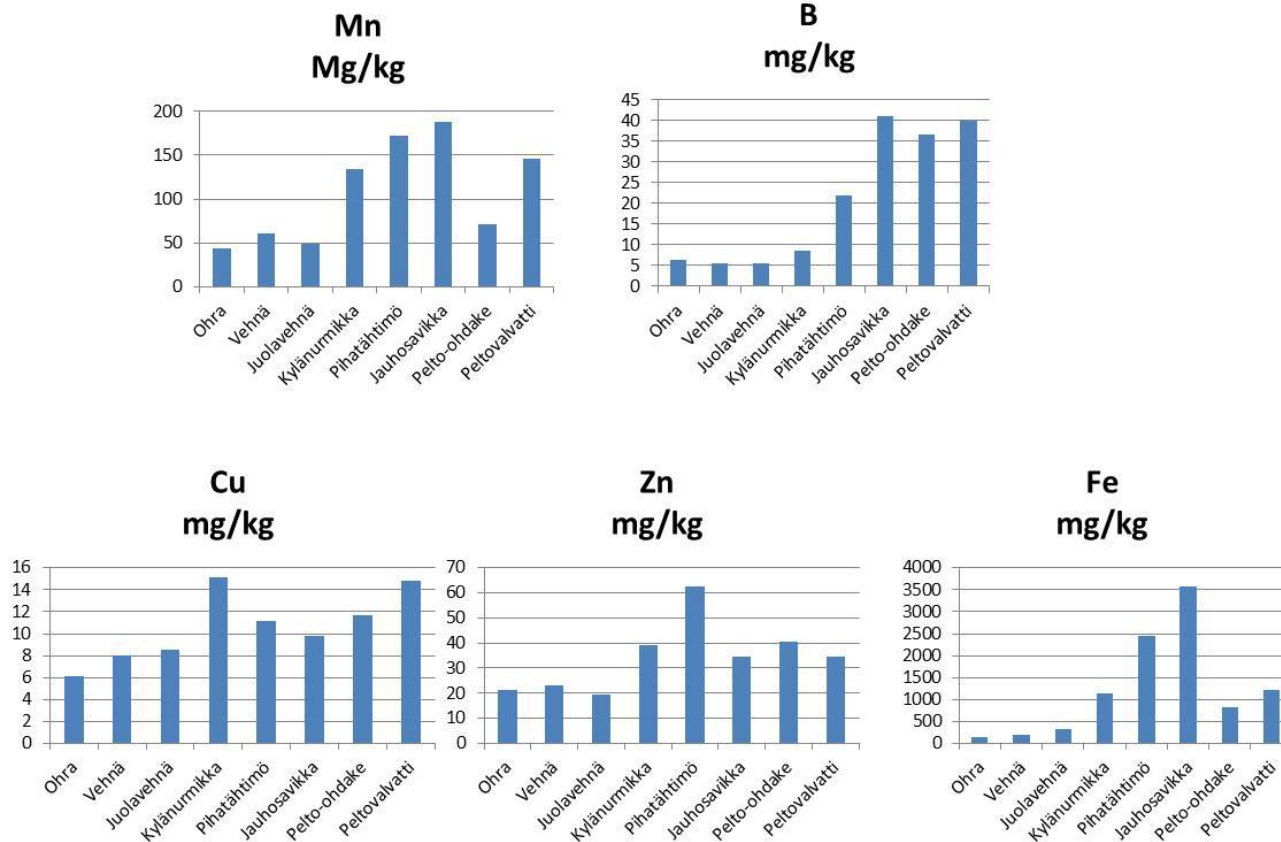 Mn
Mg/kg
200
150
100
50
0
Ohra
Vehnä
Juolavehnä
Kylänurmikka
Pihatähtimö
Jauhosavikka
Pelto-ohdake
Peltovalvatti
B
mg/kg
45
40
35
30
25
20
15
10
5
0
Ohra
Vehnä
Juolavehnä
Kylänurmikka
Pihatähtimö
Jauhosavikka
Pelto-ohdake
Peltovalvatti
Cu
mg/kg
16
14
12
10
8
6
4
2
0
Ohra
Vehnä
Juolavehnä
Kylänurmikka
Pihatähtimö
Jauhosavikka
Pelto-ohdake
Peltovalvatti
Zn
mg/kg
70
60
50
40
30
20
10
0
Ohra
Vehnä
Juolavehnä
Kylänurmikka
Pihatähtimö
Jauhosavikka
Pelto-ohdake
Peltovalvatti
Fe
mg/kg
4000
3500
3000
2500
2000
1500
1000
500
0
Ohra
Vehnä
Juolavehnä
Kylänurmikka
Pihatähtimö
Jauhosavikka
Pelto-ohdake
Peltovalvatti